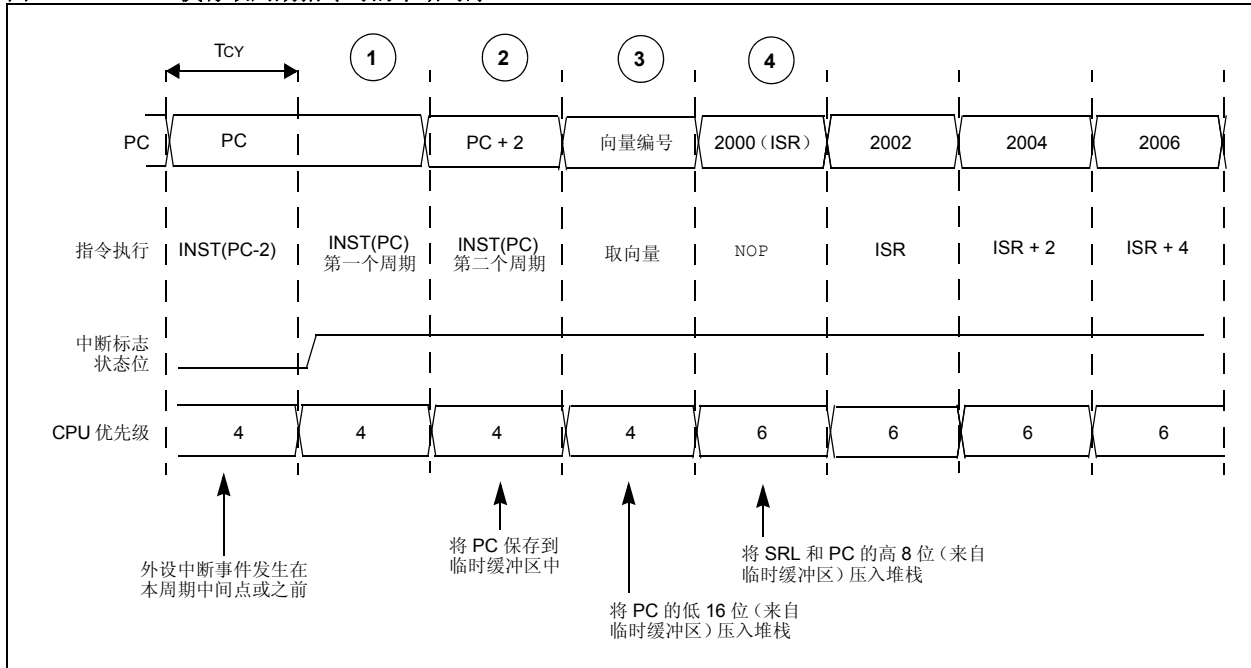 TCY
1
2
3
4
PC
PC
PC + 2
向量编号
2000（ISR）
2002
2004
2006
指令执行
INST(PC-2)
INST(PC)
第一个周期
INST(PC)
第二个周期
取向量
NOP
ISR
ISR + 2
ISR + 4
中断标志
状态位
CPU 优先级
4
4
4
4
6
6
6
6
外设中断事件发生在
本周期中间点或之前
将 PC 保存到
临时缓冲区中
将 PC 的低 16 位（来自
临时缓冲区）压入堆栈
将 SRL 和 PC 的高 8 位（来自
临时缓冲区）压入堆栈